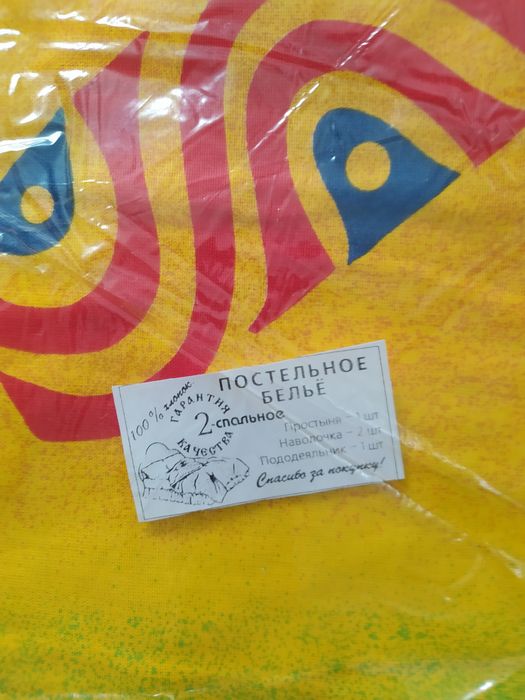 ПОСТЕЛЬНОЕ
БЕЛЬЁ
100% хлопок
ГАРАНТИЯ
КАЧЕСТВА
2-спальное
Простыня – 1 шт
Наволочка – 2 шт
Пододеяльник – 1 шт
Спасибо за покупку!